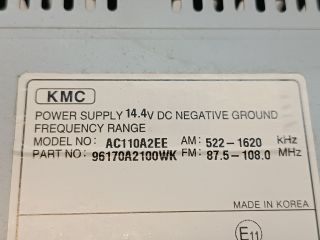 KMC
POWER SUPPLY 14.4V DC NEGATIVE GROUND
FREQUENCY RANGE
MODEL NO: AC110A2EE AM: 522-1620 KHz
PART NO: 96170A2100WK FM: 87.5-108.0 MHz
MADE IN KOREA
E11